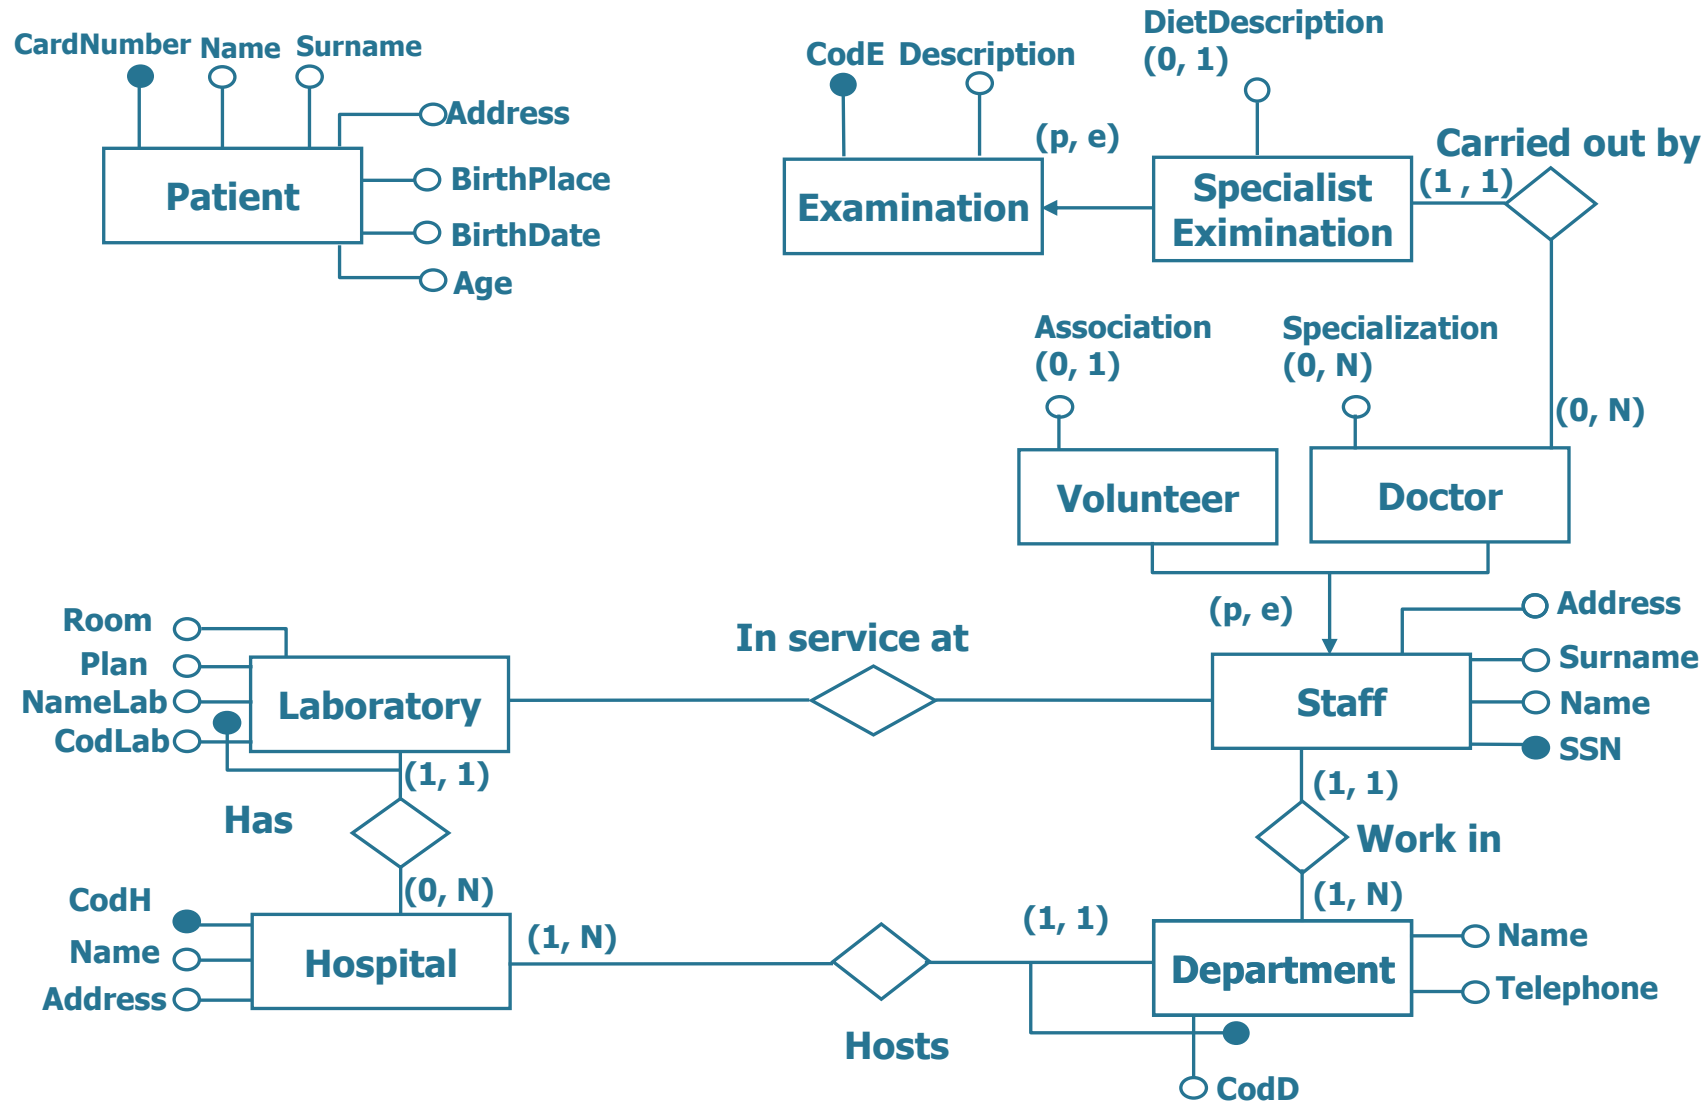 CardNumber
Name
Surname
Address
Patient
BirthPlace
BirthDate
Age
CodE
Description
DietDescription
(0, 1)
(p, e)
Examination
Specialist
Eximination
Carried out by
(1 , 1)
(0, N)
Association
(0, 1)
Specialization
(0, N)
Volunteer
Doctor
(p, e)
Room
Plan
NameLab
CodLab
Laboratory
In service at
Staff
Address
Surname
Name
SSN
(1, 1)
Has
(0, N)
(1, 1)
Work in
(1, N)
CodH
Name
Address
Hospital
(1, N)
Hosts
(1, 1)
Department
Name
Telephone
CodD